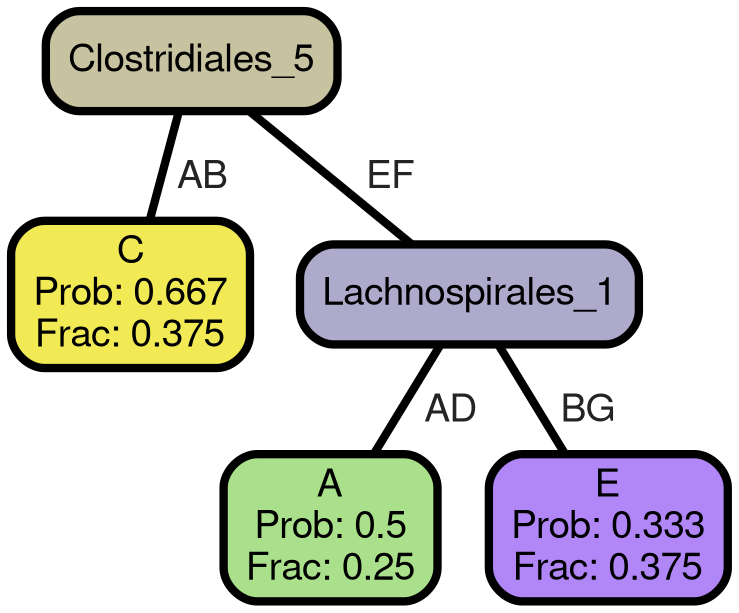 Clostridiales_5
AB
EF
C
Prob: 0.667
Frac: 0.375
Lachnospirales_1
AD
BG
A
Prob: 0.5
Frac: 0.25
E
Prob: 0.333
Frac: 0.375